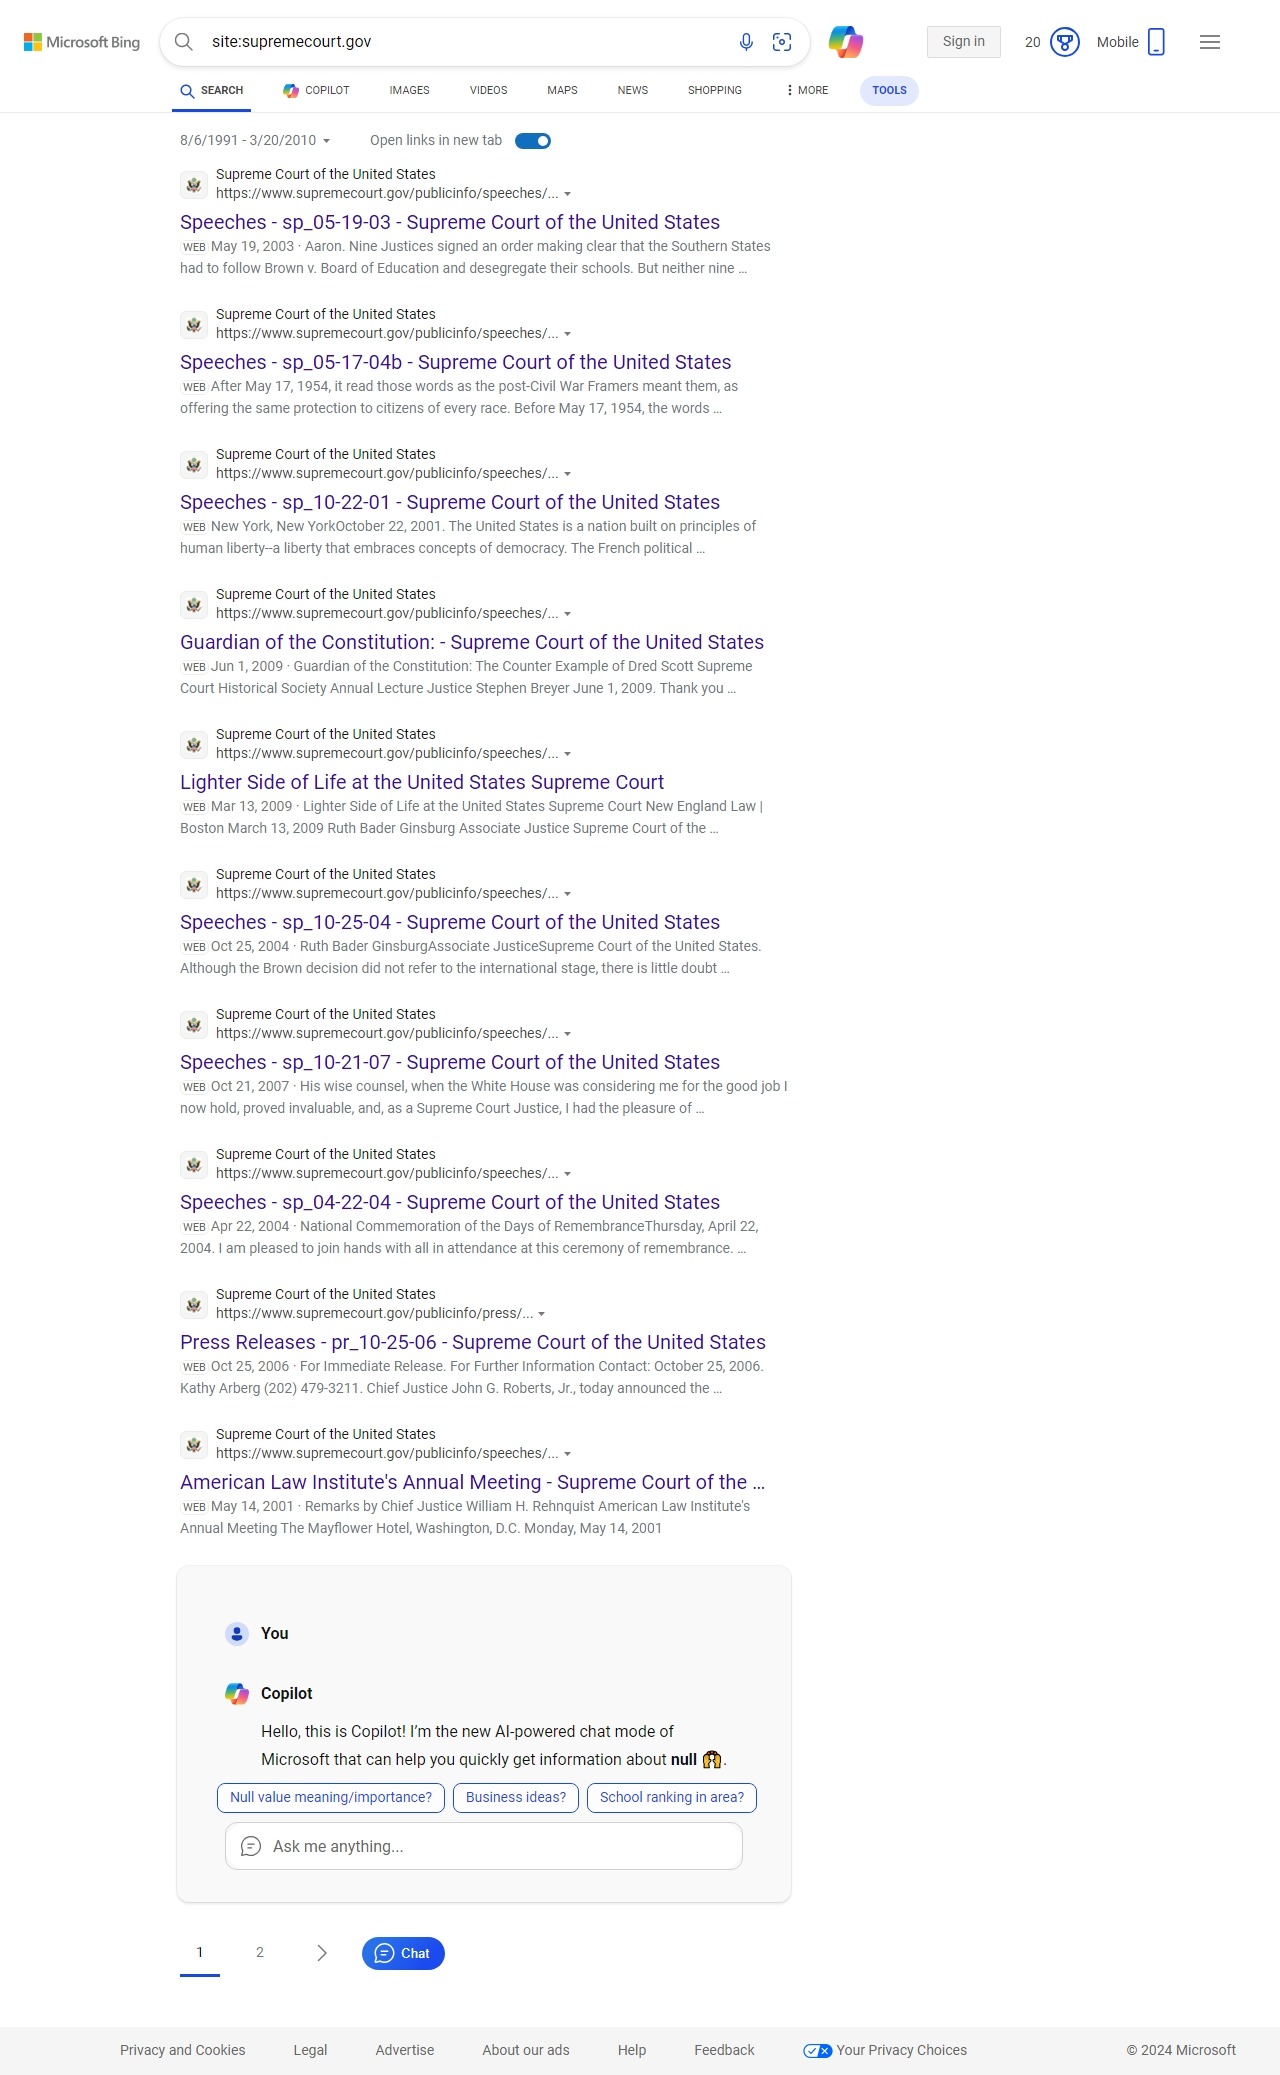 Microsoft Bing
site:supremecourt.gov
Sign in
20
Mobile
SEARCH
COPILOT
IMAGES
VIDEOS
MAPS
NEWS
SHOPPING
MORE
TOOLS
8/6/1991 - 3/20/2010
Open links in new tab
Supreme Court of the United States
https://www.supremecourt.gov/publicinfo/speeches/...
Speeches - sp_05-19-03 - Supreme Court of the United States
WEB May 19, 2003 · Aaron. Nine Justices signed an order making clear that the Southern States
had to follow Brown v. Board of Education and desegregate their schools. But neither nine …
Supreme Court of the United States
https://www.supremecourt.gov/publicinfo/speeches/...
Speeches - sp_05-17-04b - Supreme Court of the United States
WEB After May 17, 1954, it read those words as the post-Civil War Framers meant them, as
offering the same protection to citizens of every race. Before May 17, 1954, the words …
Supreme Court of the United States
https://www.supremecourt.gov/publicinfo/speeches/...
Speeches - sp_10-22-01 - Supreme Court of the United States
WEB New York, New YorkOctober 22, 2001. The United States is a nation built on principles of
human liberty--a liberty that embraces concepts of democracy. The French political …
Supreme Court of the United States
https://www.supremecourt.gov/publicinfo/speeches/...
Guardian of the Constitution: - Supreme Court of the United States
WEB Jun 1, 2009 · Guardian of the Constitution: The Counter Example of Dred Scott Supreme
Court Historical Society Annual Lecture Justice Stephen Breyer June 1, 2009. Thank you …
Supreme Court of the United States
https://www.supremecourt.gov/publicinfo/speeches/...
Lighter Side of Life at the United States Supreme Court
WEB Mar 13, 2009 · Lighter Side of Life at the United States Supreme Court New England Law |
Boston March 13, 2009 Ruth Bader Ginsburg Associate Justice Supreme Court of the …
Supreme Court of the United States
https://www.supremecourt.gov/publicinfo/speeches/...
Speeches - sp_10-25-04 - Supreme Court of the United States
WEB Oct 25, 2004 · Ruth Bader GinsburgAssociate JusticeSupreme Court of the United States.
Although the Brown decision did not refer to the international stage, there is little doubt …
Supreme Court of the United States
https://www.supremecourt.gov/publicinfo/speeches/...
Speeches - sp_10-21-07 - Supreme Court of the United States
WEB Oct 21, 2007 · His wise counsel, when the White House was considering me for the good job I
now hold, proved invaluable, and, as a Supreme Court Justice, I had the pleasure of …
Supreme Court of the United States
https://www.supremecourt.gov/publicinfo/speeches/...
Speeches - sp_04-22-04 - Supreme Court of the United States
WEB Apr 22, 2004 · National Commemoration of the Days of RemembranceThursday, April 22,
2004. I am pleased to join hands with all in attendance at this ceremony of remembrance. …
Supreme Court of the United States
https://www.supremecourt.gov/publicinfo/press/...
Press Releases - pr_10-25-06 - Supreme Court of the United States
WEB Oct 25, 2006 · For Immediate Release. For Further Information Contact: October 25, 2006.
Kathy Arberg (202) 479-3211. Chief Justice John G. Roberts, Jr., today announced the …
Supreme Court of the United States
https://www.supremecourt.gov/publicinfo/speeches/...
American Law Institute's Annual Meeting - Supreme Court of the …
WEB May 14, 2001 · Remarks by Chief Justice William H. Rehnquist American Law Institute's
Annual Meeting The Mayflower Hotel, Washington, D.C. Monday, May 14, 2001
You
Copilot
Hello, this is Copilot! I’m the new AI-powered chat mode of
Microsoft that can help you quickly get information about null 🙌.
Null value meaning/importance?
Business ideas?
School ranking in area?
Ask me anything...
1
2
Chat
Privacy and Cookies
Legal
Advertise
About our ads
Help
Feedback
Your Privacy Choices
© 2024 Microsoft